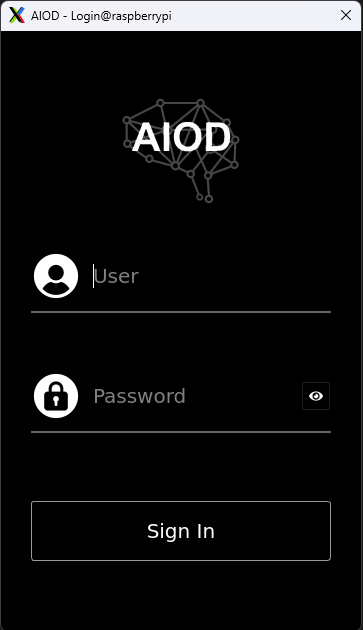 AIOD - Login@raspberrypi
AIOD
User
Password
Sign In